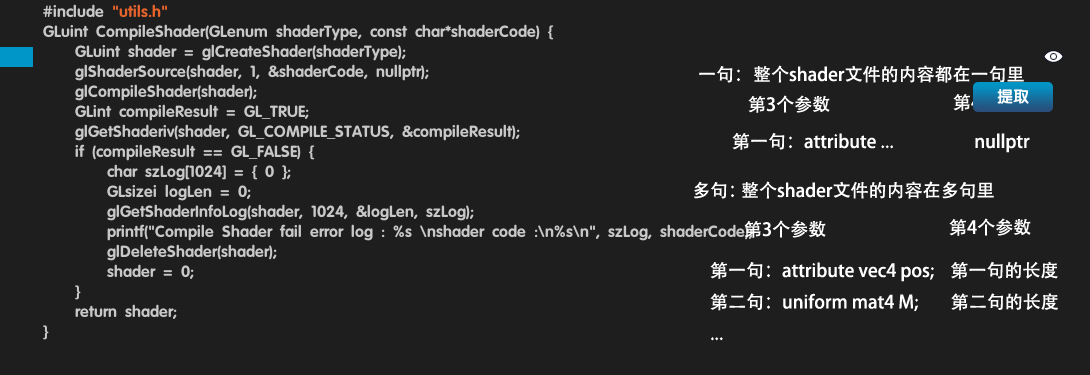 #include "utils.h"
GLuint CompileShader(GLenum shaderType, const char*shaderCode) {
GLuint shader = glCreateShader(shaderType);
glShaderSource(shader, 1, &shaderCode, nullptr);
glCompileShader(shader);
GLint compileResult = GL_TRUE;
glGetShaderiv(shader, GL_COMPILE_STATUS, &compileResult);
if (compileResult == GL_FALSE) {
char szLog[1024] = { 0 };
GLsizei logLen = 0;
glGetShaderInfoLog(shader, 1024, &logLen, szLog);
printf("Compile Shader fail error log : %s \nshader code :\n%s\n", szLog, shaderCode
glDeleteShader(shader);
shader = 0;
}
return shader;
}
一句：整个shader文件的内容都在一句里
第3个参数 第
提取
第一句：attribute ... nullptr
多句：整个shader文件的内容在多句里
第3个参数 第4个参数
第一句：attribute vec4 pos; 第一句的长度
第二句：uniform mat4 M; 第二句的长度
...